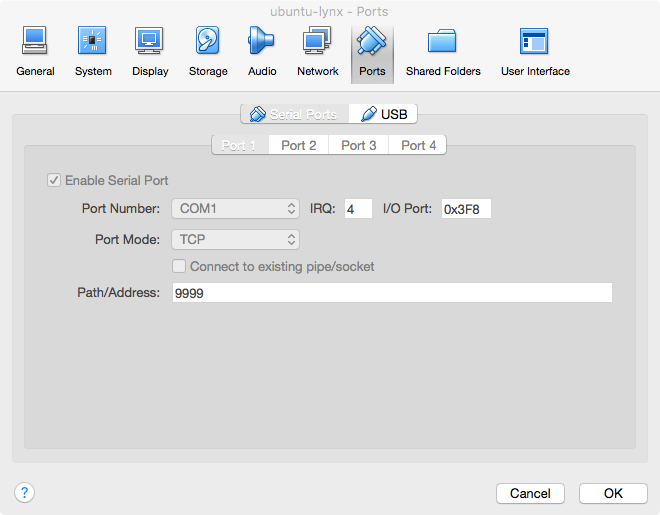 ubuntu-lynx - Ports
General System Display Storage Audio Network Ports Shared Folders User Interface
Serial Ports USB
Port 1 Port 2 Port 3 Port 4
Enable Serial Port
Port Number: COM1 IRQ: 4 I/O Port: 0x3F8
Port Mode: TCP
Connect to existing pipe/socket
Path/Address: 9999
? Cancel OK